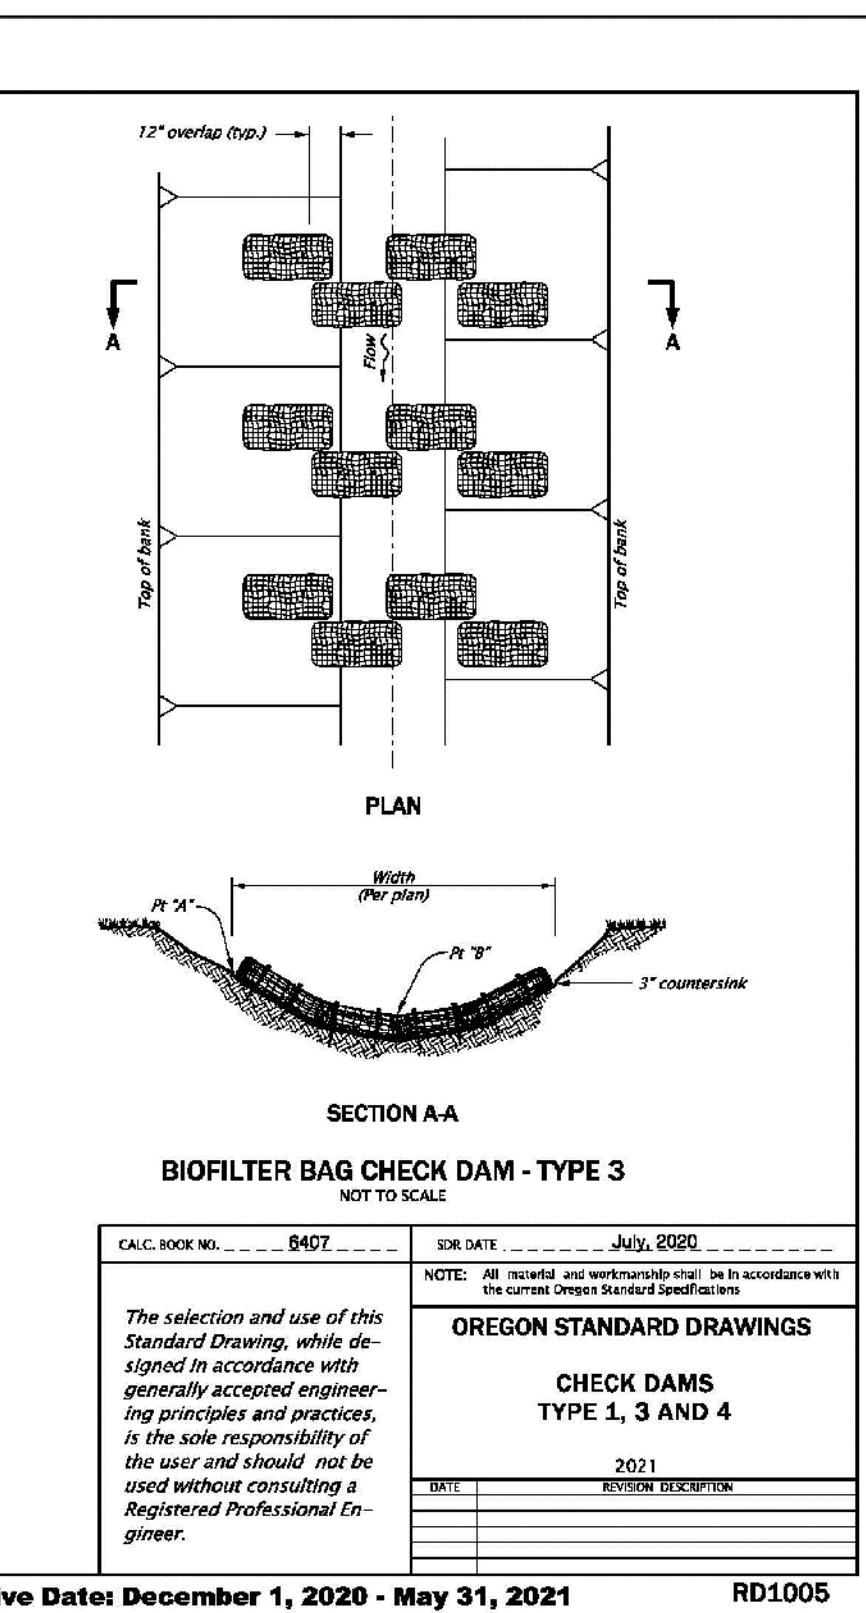 12" overlap (typ.)
A
A
Flow
Top of bank
Top of bank
PLAN
Width
(Per plan)
Pt "A"
Pt "B"
3" countersink
SECTION A-A
BIOFILTER BAG CHECK DAM - TYPE 3
NOT TO SCALE
CALC. BOOK NO. _ _ _ _ 6407 _ _ _ _
SDR DATE _ _ _ _ _ _ _ July, 2020 _ _ _ _ _ _ _ _
NOTE: All material and workmanship shall be in accordance with
the current Oregon Standard Specifications
The selection and use of this
Standard Drawing, while de-
signed in accordance with
generally accepted engineer-
ing principles and practices,
is the sole responsibility of
the user and should not be
used without consulting a
Registered Professional En-
gineer.
OREGON STANDARD DRAWINGS
CHECK DAMS
TYPE 1, 3 AND 4
2021
DATE REVISION DESCRIPTION
ive Date: December 1, 2020 - May 31, 2021
RD1005